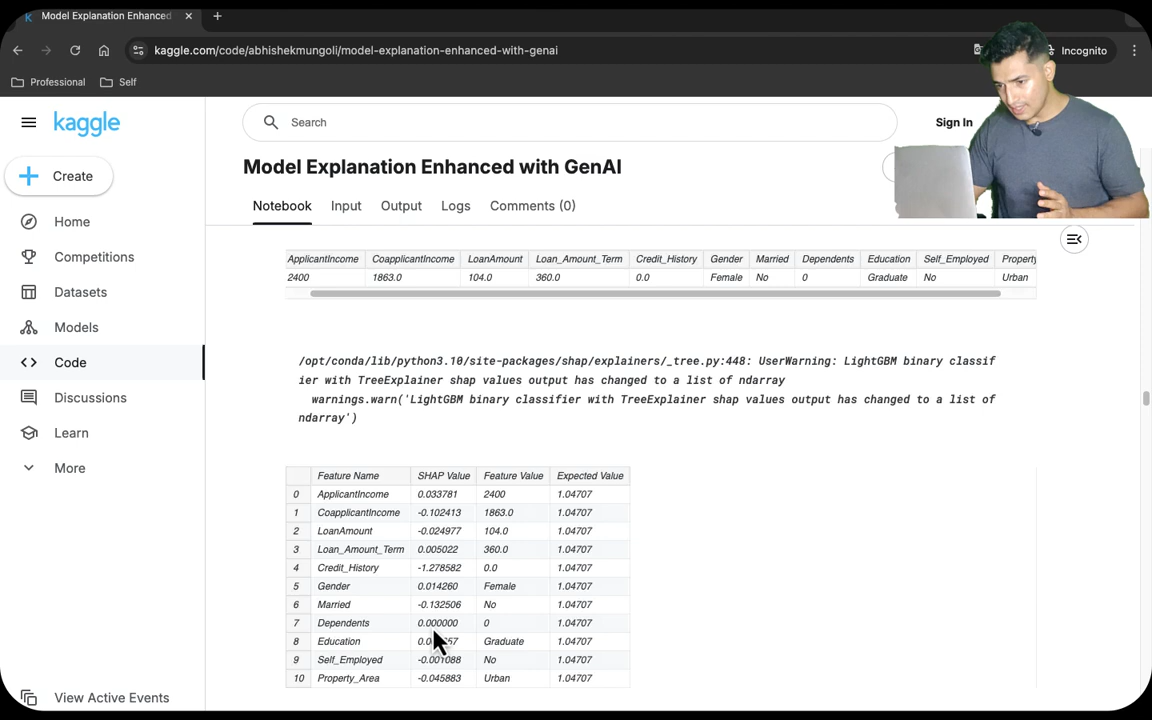 Model Explanation Enhanced
kaggle.com/code/abhishekmungoli/model-explanation-enhanced-with-genai
Incognito
Professional
Self
kaggle
Search
Sign In
Create
Model Explanation Enhanced with GenAI
Notebook Input Output Logs Comments (0)
Home
Competitions
Datasets
Models
Code
Discussions
Learn
More
View Active Events
ApplicantIncome CoapplicantIncome LoanAmount Loan_Amount_Term Credit_History Gender Married Dependents Education Self_Employed
2400 1863.0 104.0 360.0 0.0 Female No 0 Graduate No Urban
/opt/conda/lib/python3.10/site-packages/shap/explainers/_tree.py:448: UserWarning: LightGBM binary classif
ier with TreeExplainer shap values output has changed to a list of ndarray
warnings.warn('LightGBM binary classifier with TreeExplainer shap values output has changed to a list of
ndarray')
Feature Name SHAP Value Feature Value Expected Value
0 ApplicantIncome 0.033781 2400 1.04707
1 CoapplicantIncome -0.102413 1863.0 1.04707
2 LoanAmount -0.024977 104.0 1.04707
3 Loan_Amount_Term 0.005022 360.0 1.04707
4 Credit_History -1.278582 0.0 1.04707
5 Gender 0.014260 Female 1.04707
6 Married -0.132506 No 1.04707
7 Dependents 0.000000 0 1.04707
8 Education Graduate 1.04707
9 Self_Employed -0.001088 No 1.04707
10 Property_Area -0.045883 Urban 1.04707